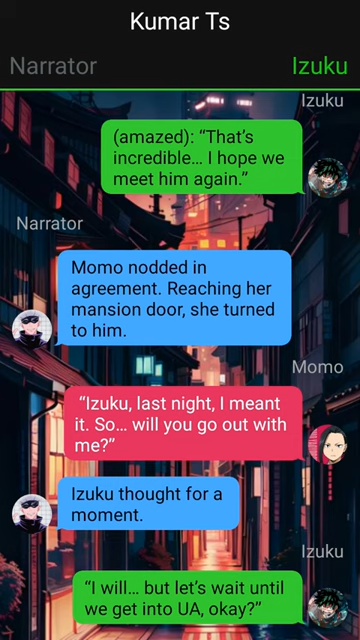 Kumar Ts
Narrator
Izuku
Izuku
(amazed): “That’s
incredible… I hope we
meet him again.”
Narrator
Momo nodded in
agreement. Reaching her
mansion door, she turned
to him.
Momo
“Izuku, last night, I meant
it. So… will you go out with
me?”
Izuku thought for a
moment.
Izuku
“I will… but let’s wait until
we get into UA, okay?”